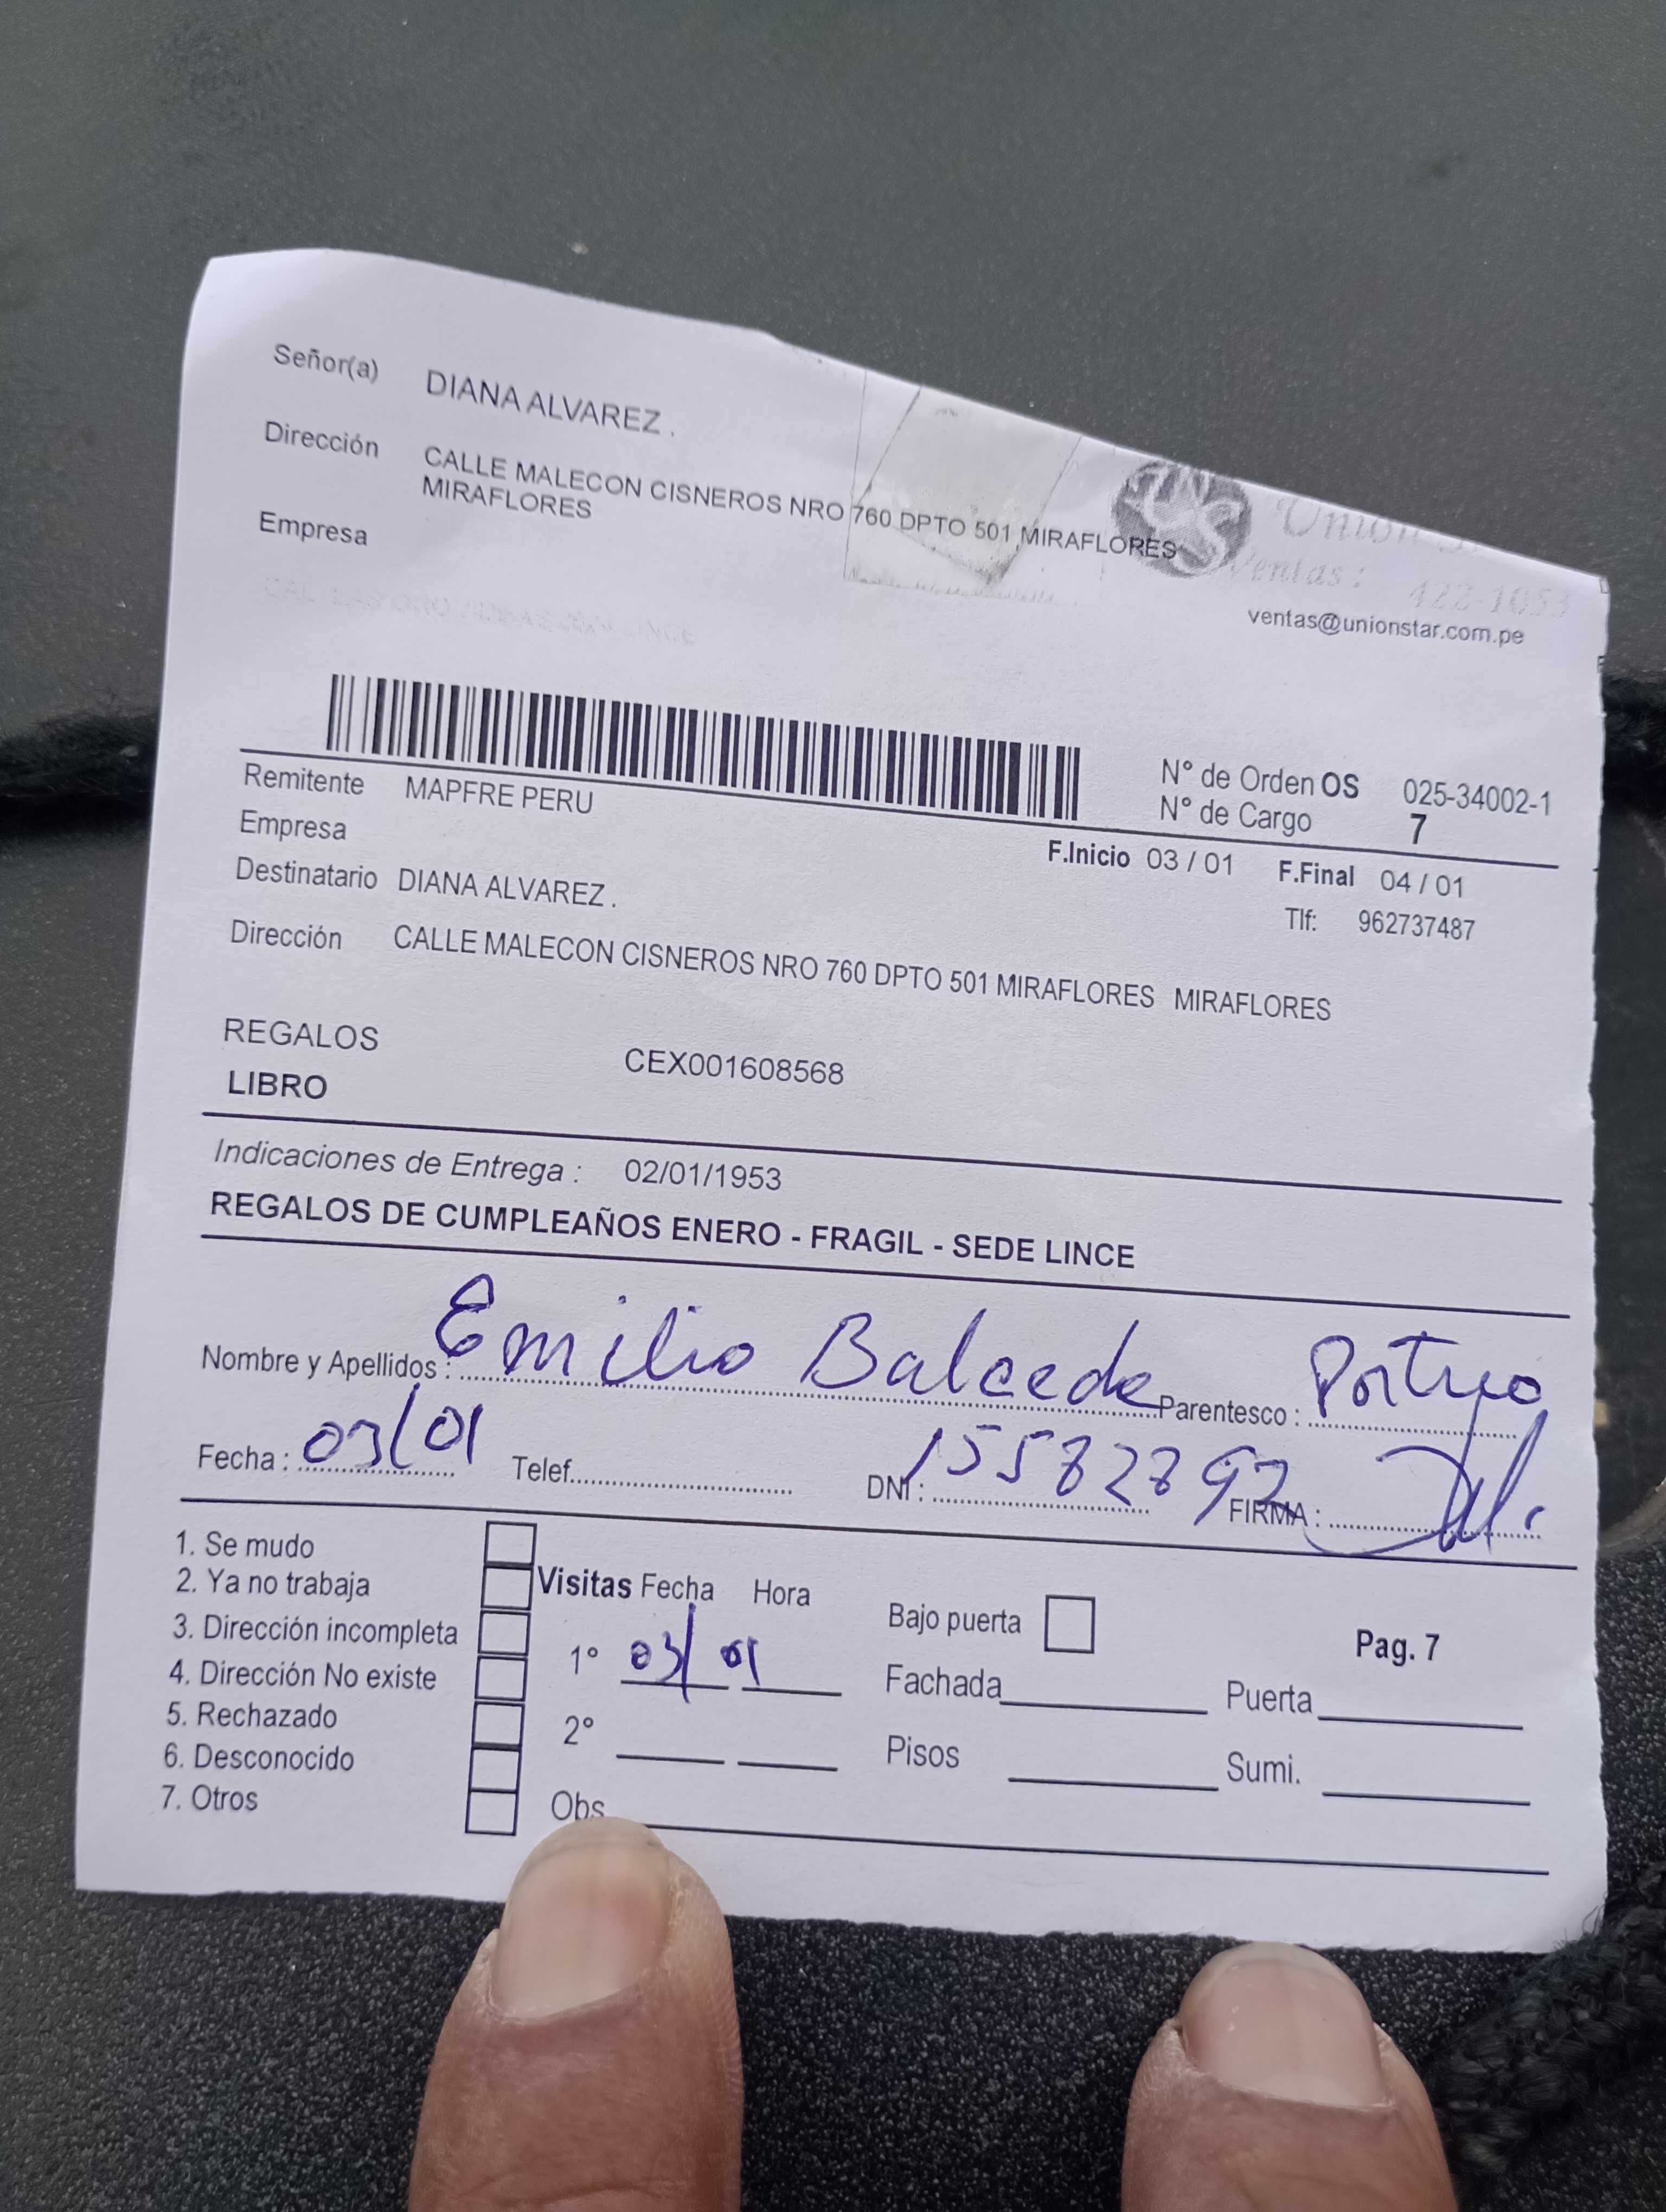 Señor(a) DIANA ALVAREZ .
Dirección CALLE MALECON CISNEROS NRO 760 DPTO 501 MIRAFLORES
MIRAFLORES
Empresa
Union
Ventas: 422-1053
ventas@unionstar.com.pe
N° de Orden OS 025-34002-1
N° de Cargo 7
Remitente MAPFRE PERU
Empresa
F.Inicio 03 / 01 F.Final 04 / 01
Destinatario DIANA ALVAREZ .
Tlf: 962737487
Dirección CALLE MALECON CISNEROS NRO 760 DPTO 501 MIRAFLORES MIRAFLORES
REGALOS CEX001608568
LIBRO
Indicaciones de Entrega : 02/01/1953
REGALOS DE CUMPLEAÑOS ENERO - FRAGIL - SEDE LINCE
Nombre y Apellidos : Emilio Parentesco :
Fecha : 03/01 Telef. DNI : FIRMA :
1. Se mudo
2. Ya no trabaja
3. Dirección incompleta
4. Dirección No existe
5. Rechazado
6. Desconocido
7. Otros
Visitas Fecha Hora
1° 03/ 01
2°
Obs
Bajo puerta Pag. 7
Fachada Puerta
Pisos Sumi.